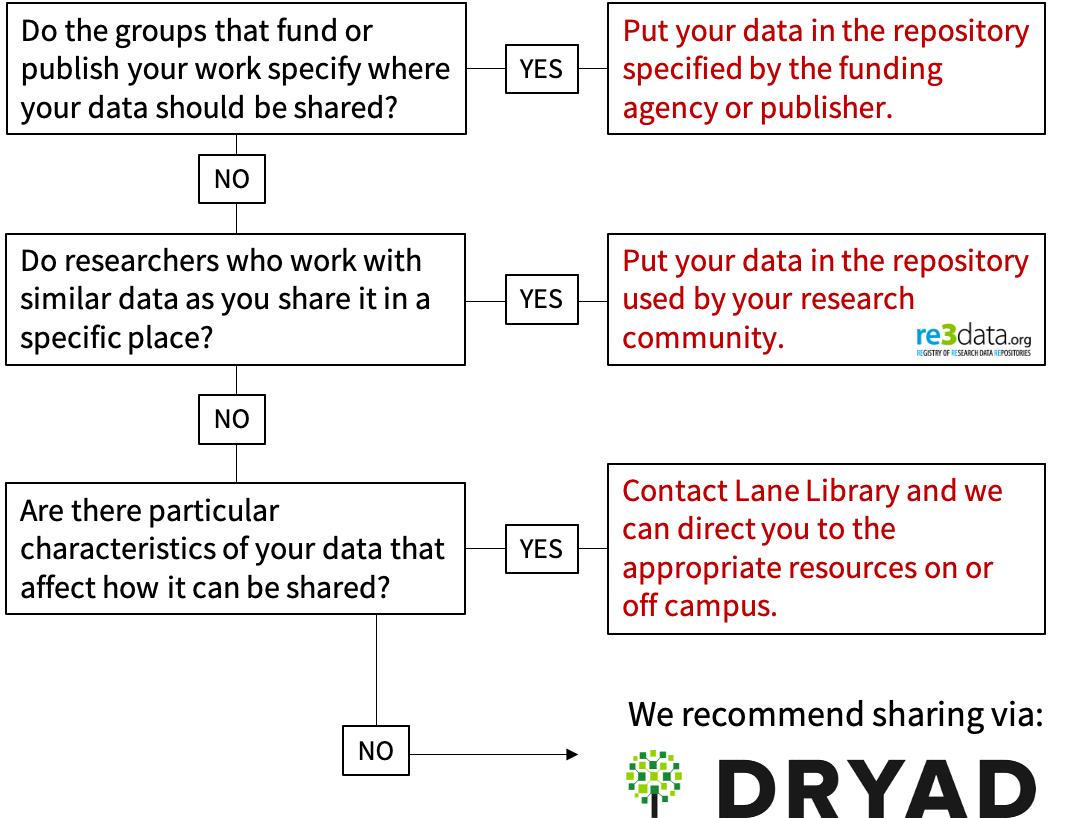 Do the groups that fund or
publish your work specify where
your data should be shared?
YES
Put your data in the repository
specified by the funding
agency or publisher.
NO
Do researchers who work with
similar data as you share it in a
specific place?
YES
Put your data in the repository
used by your research
community.
re3data.org
REGISTRY OF RESEARCH DATA REPOSITORIES
NO
Are there particular
characteristics of your data that
affect how it can be shared?
YES
Contact Lane Library and we
can direct you to the
appropriate resources on or
off campus.
NO
We recommend sharing via:
DRYAD